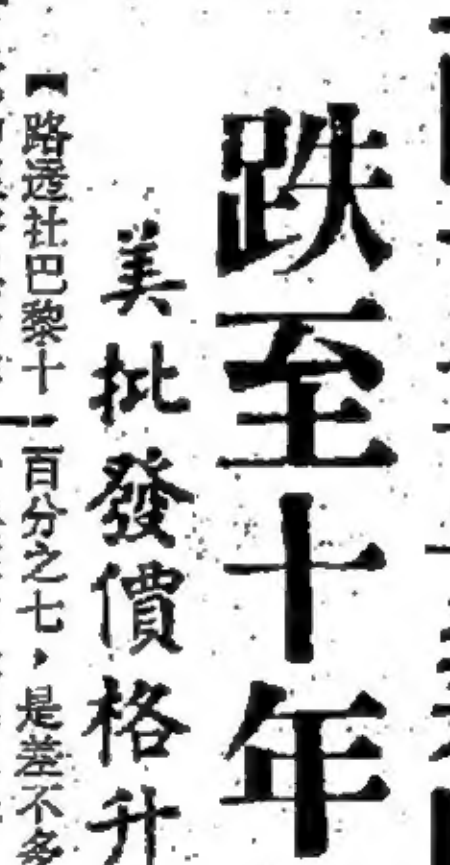 跌至十年
美批發價格升
【路透社巴黎十
百分之七，是差不多